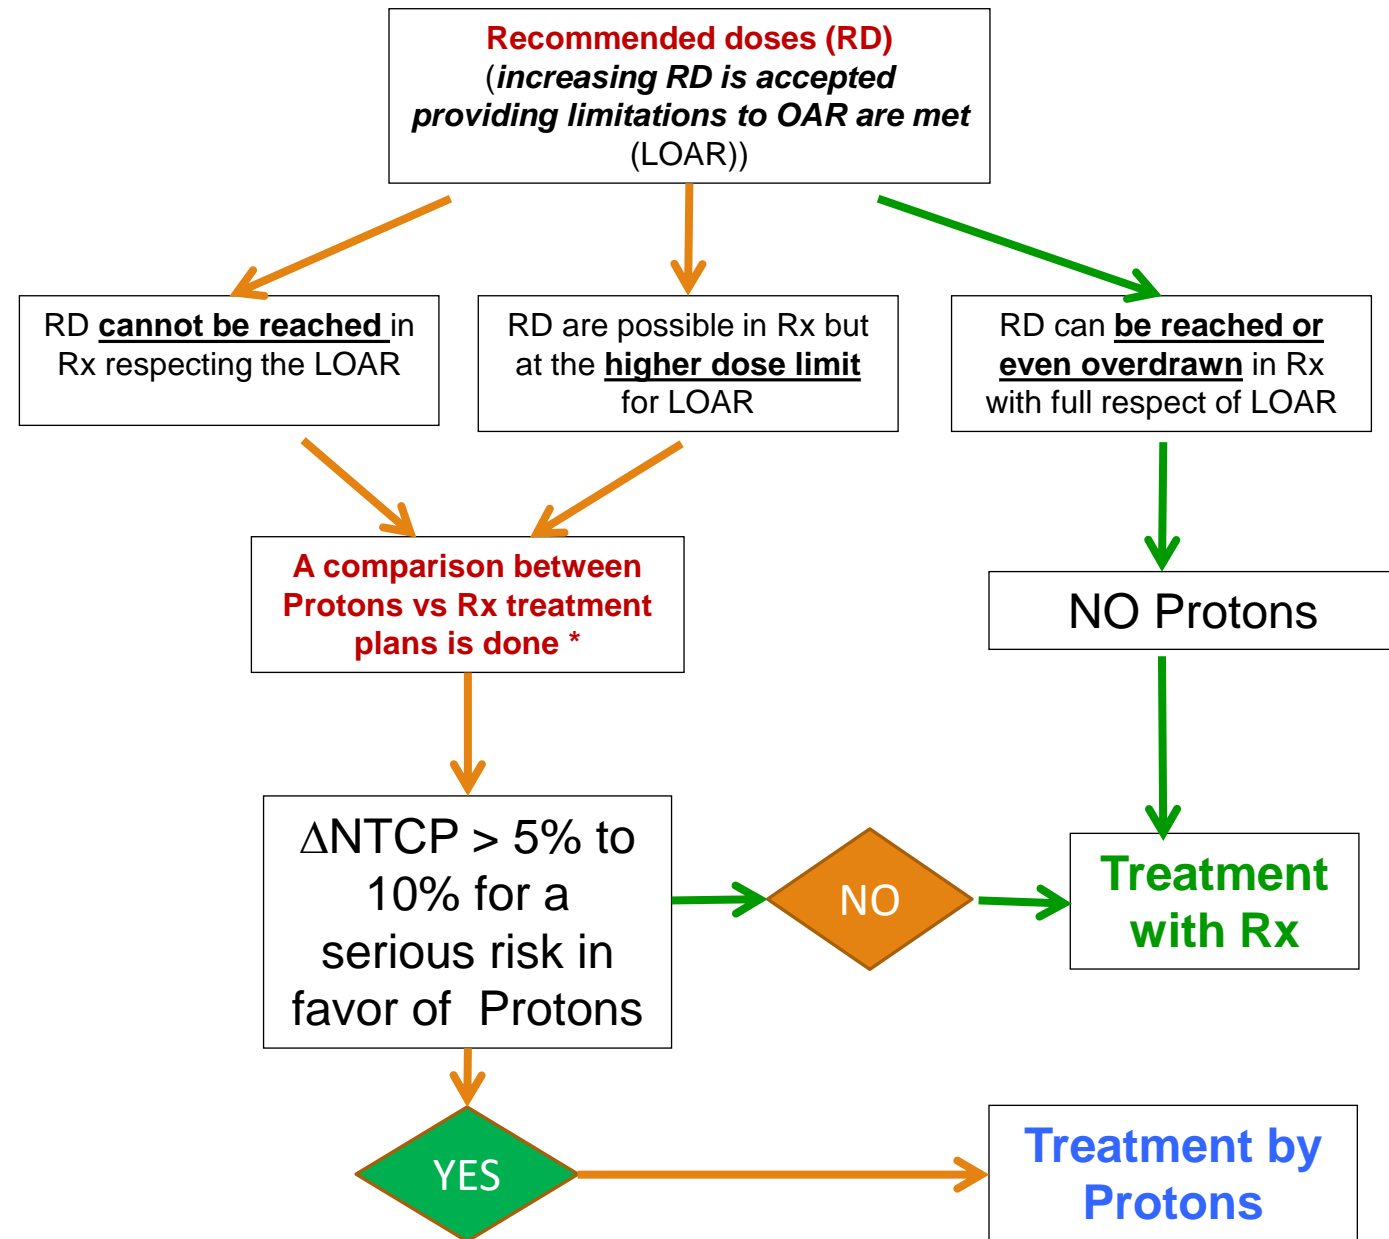 Recommended doses (RD)
(increasing RD is accepted
providing limitations to OAR are met
(LOAR))
RD cannot be reached in
Rx respecting the LOAR
RD are possible in Rx but
at the higher dose limit
for LOAR
RD can be reached or
even overdrawn in Rx
with full respect of LOAR
A comparison between
Protons vs Rx treatment
plans is done *
NO Protons
∆NTCP > 5% to
10% for a
serious risk in
favor of Protons
NO
Treatment
with Rx
YES
Treatment by
Protons